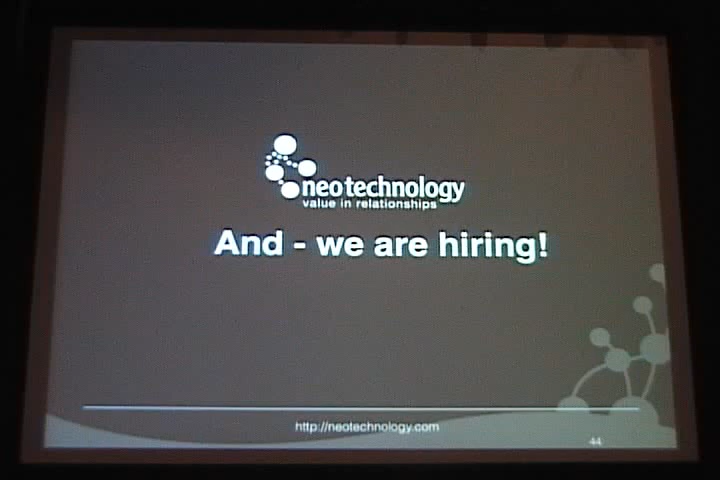 neotechnology
value in relationships
And - we are hiring!
http://neotechnology.com
44